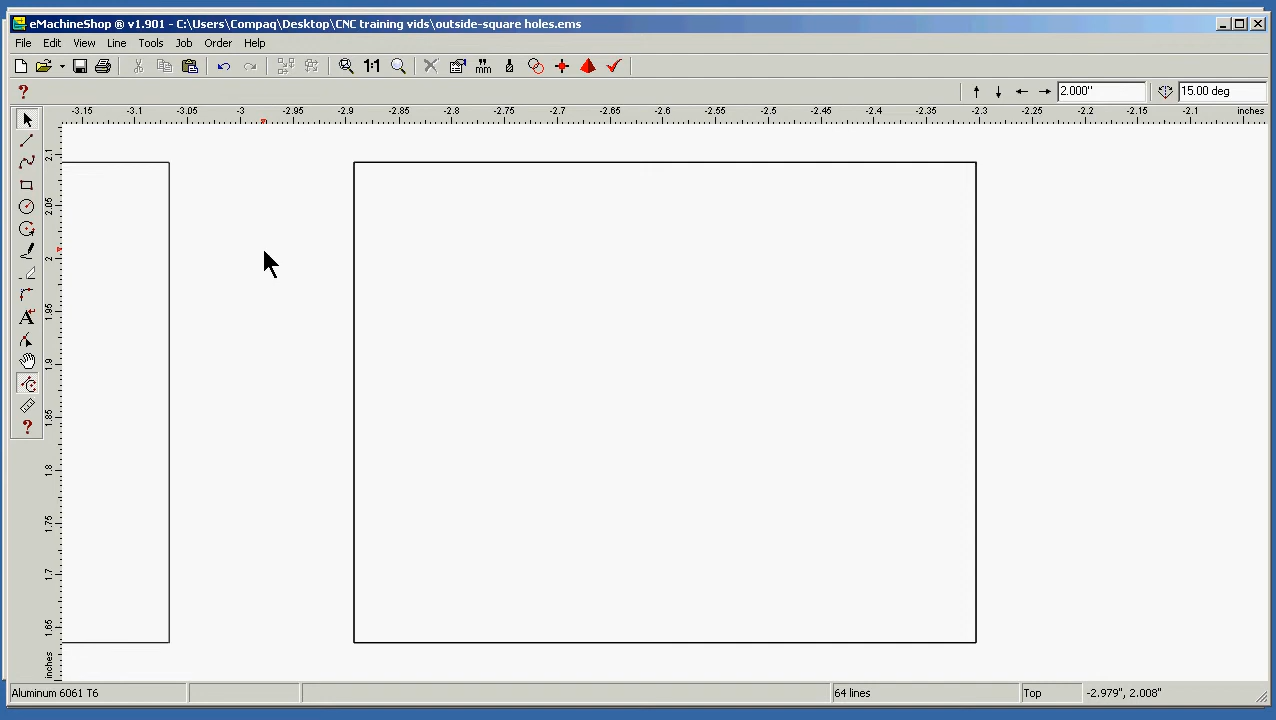 eMachineShop ® v1.901 - C:\Users\Compaq\Desktop\CNC training vids\outside-square holes.ems
File Edit View Line Tools Job Order Help
1:1 mm
? 2.000" 15.00 deg
-3.15 -3.1 -3.05 -3 -2.95 -2.9 -2.85 -2.8 -2.75 -2.7 -2.65 -2.6 -2.55 -2.5 -2.45 -2.4 -2.35 -2.3 -2.25 -2.2 -2.15 -2.1 inches
2.1
2.05
2
1.95
1.9
1.85
1.8
1.75
1.7
1.65
inches
A
?
Aluminum 6061 T6 64 lines Top -2.979", 2.008"